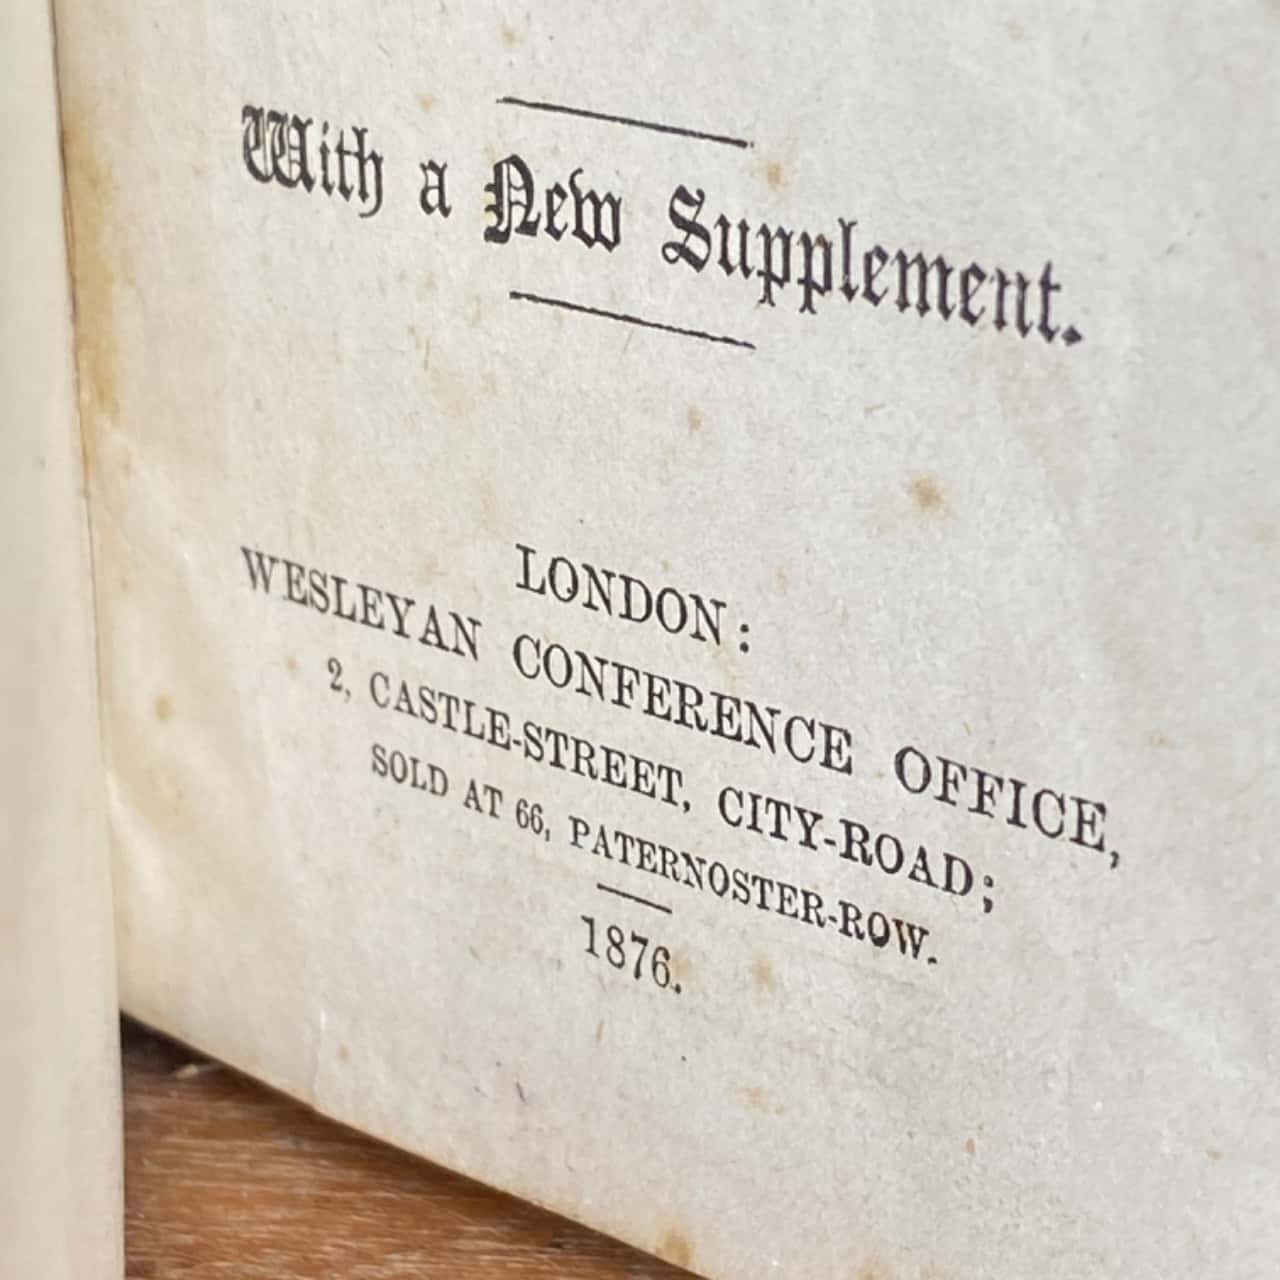 With a New Supplement.
LONDON:
WESLEYAN CONFERENCE OFFICE,
2, CASTLE-STREET, CITY-ROAD;
SOLD AT 66, PATERNOSTER-ROW.
1876.